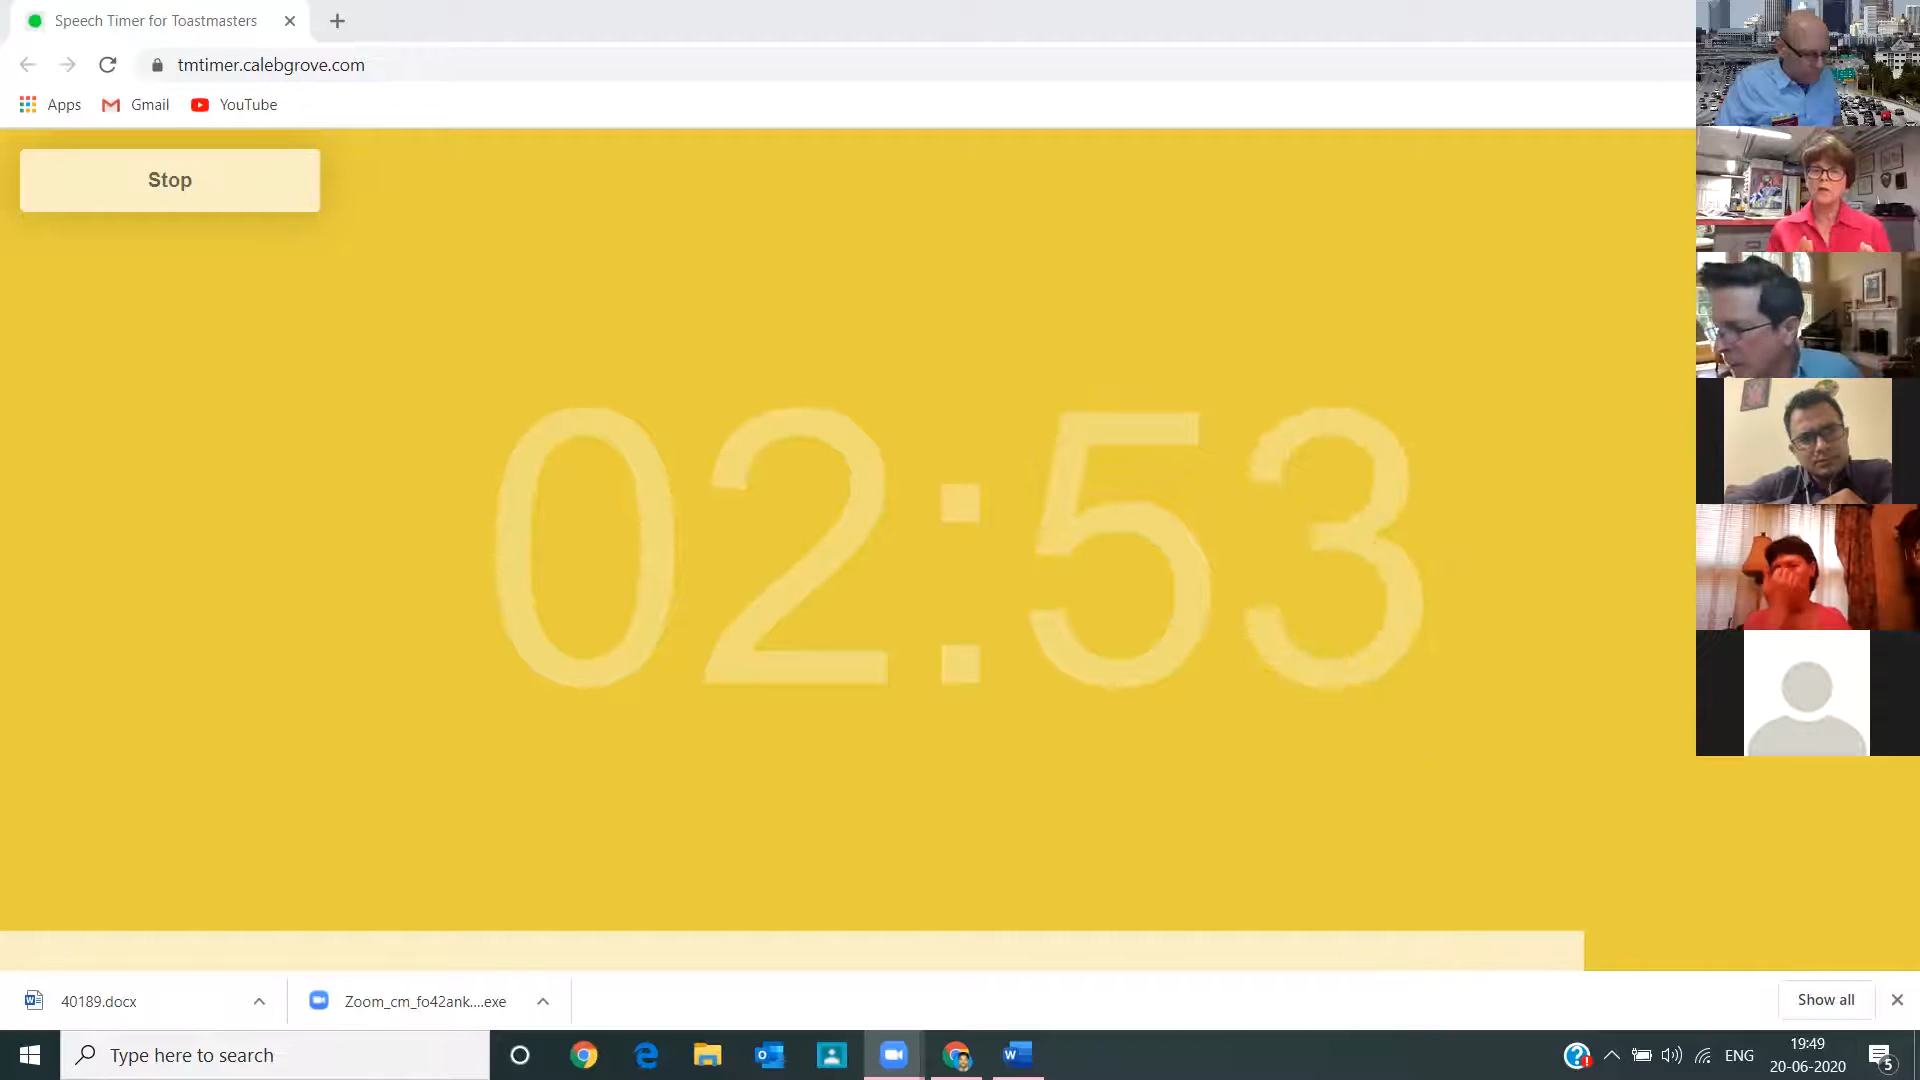 Speech Timer for Toastmasters
tmtimer.calebgrove.com
Apps Gmail YouTube
Stop
02:53
40189.docx
Zoom_cm_fo42ank....exe
Show all
Type here to search
ENG
19:49
20-06-2020
5